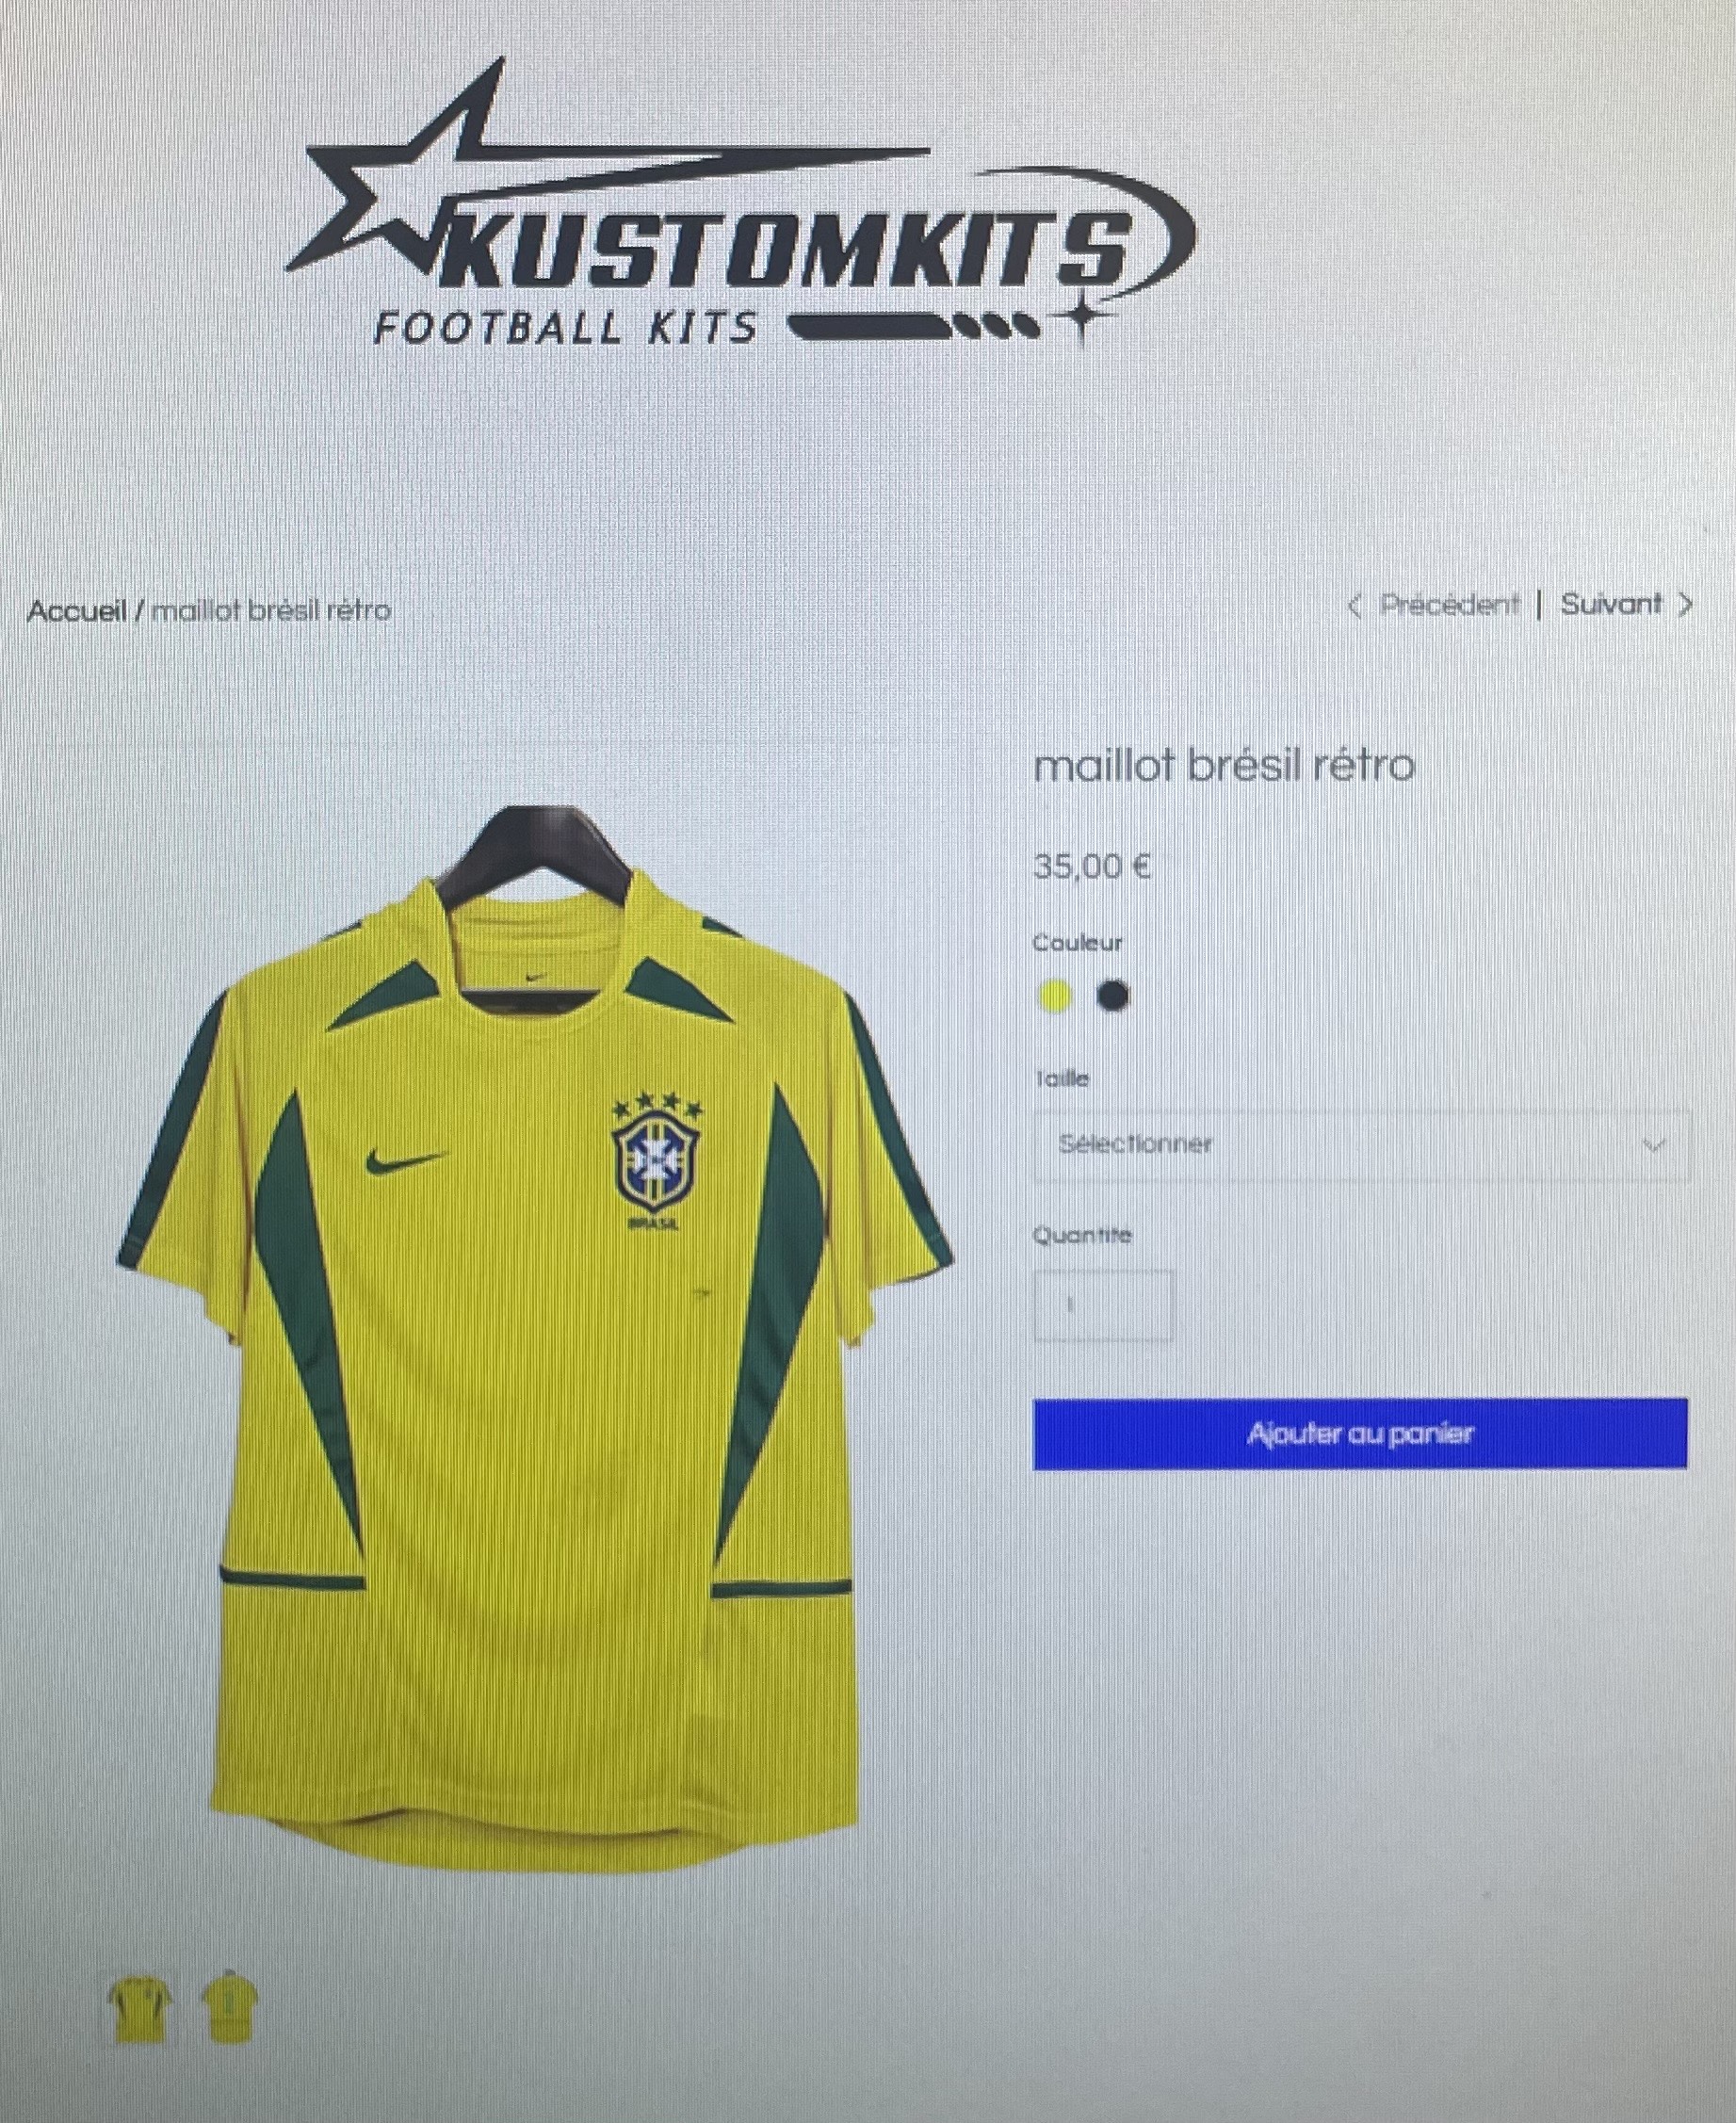 KUSTOMKITS
FOOTBALL KITS
Accueil / maillot brésil rétro
Précédent | Suivant
maillot brésil rétro
35,00 €
Couleur
Taille
Sélectionner
BRASIL
Quantité
1
Ajouter au panier